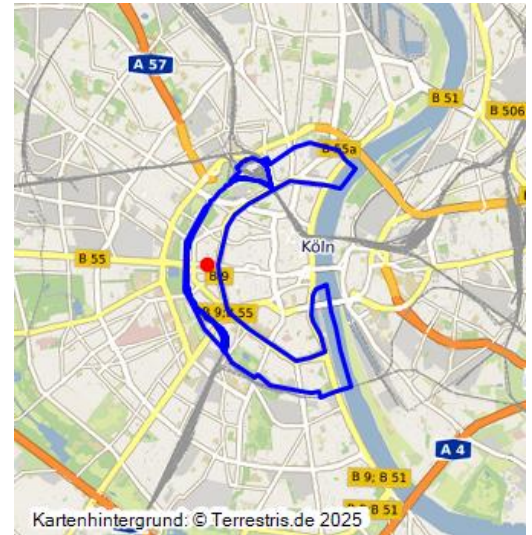 A 57
B 51
B 506
B 55a
Köln
B 55
B 9
B 9; B 55
A 4
B 9; B 51
B 51
Kartenhintergrund: © Terrestris.de 2025